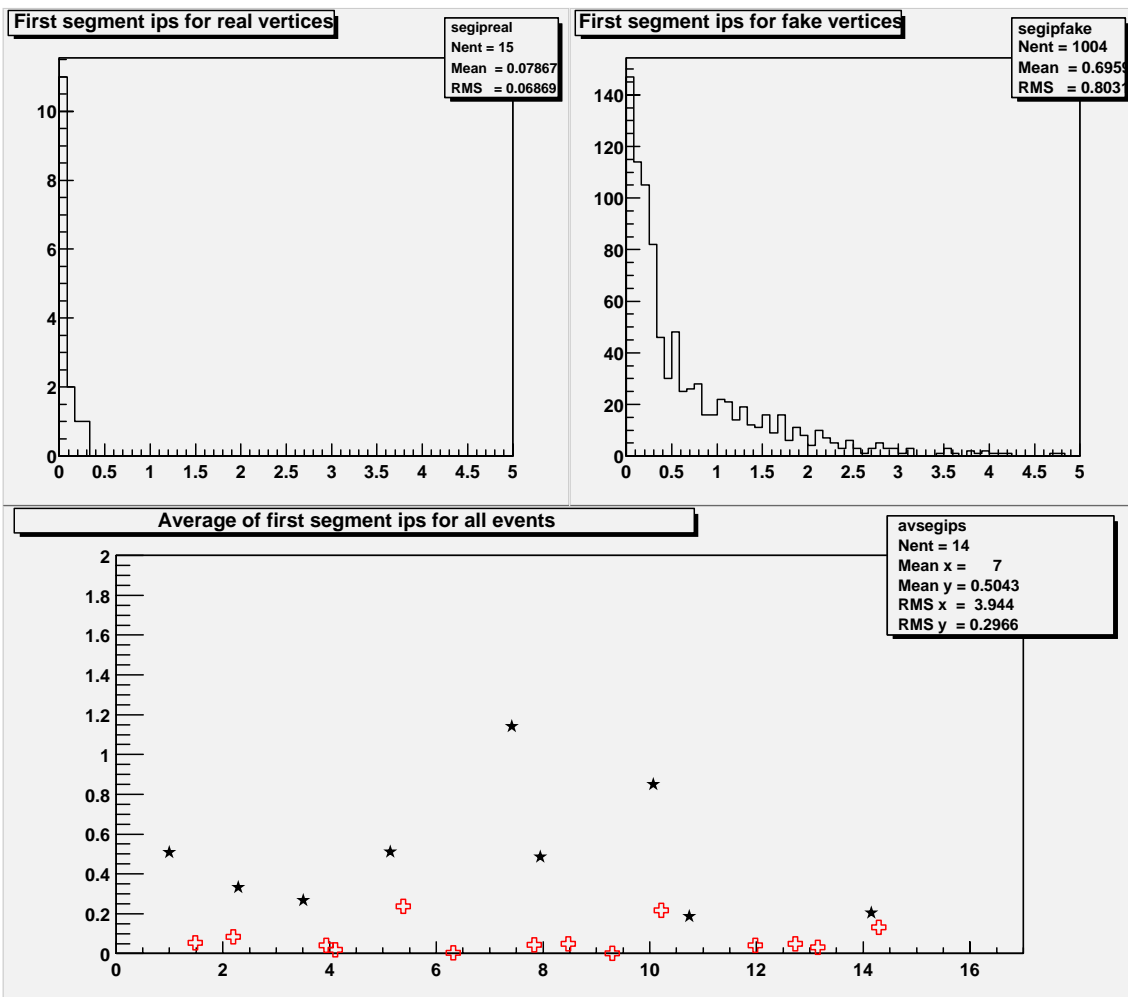 First segment ips for real vertices
segipreal
Nent = 15
Mean = 0.07867
RMS = 0.06869
10
8
6
4
2
0
0 0.5 1 1.5 2 2.5 3 3.5 4 4.5 5
First segment ips for fake vertices
segipfake
Nent = 1004
Mean = 0.6959
RMS = 0.8031
140
120
100
80
60
40
20
0
0 0.5 1 1.5 2 2.5 3 3.5 4 4.5 5
Average of first segment ips for all events
avsegips
Nent = 14
Mean x = 7
Mean y = 0.5043
RMS x = 3.944
RMS y = 0.2966
2
1.8
1.6
1.4
1.2
1
0.8
0.6
0.4
0.2
0
0 2 4 6 8 10 12 14 16